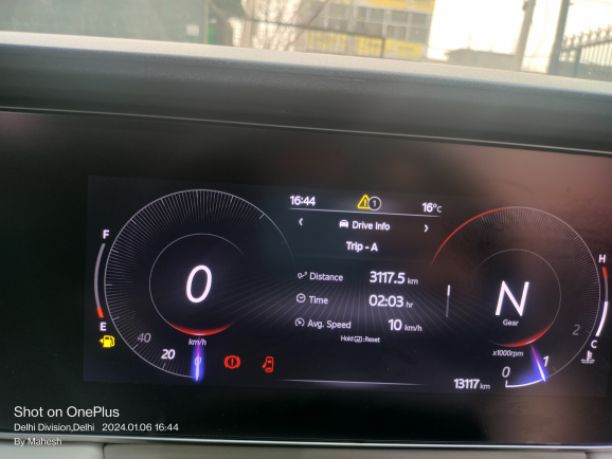 16:44 1 16°C
< Drive Info >
Trip - A
F
H
Distance 3117.5 km
0
Time 02:03 hr
N
Gear
Avg. Speed 10 km/h
Hold: Reset
E
C
40
20
0
km/h
2
1
0
x1000rpm
13117 km
Shot on OnePlus
Delhi Division,Delhi 2024.01.06 16:44
By Mahesh